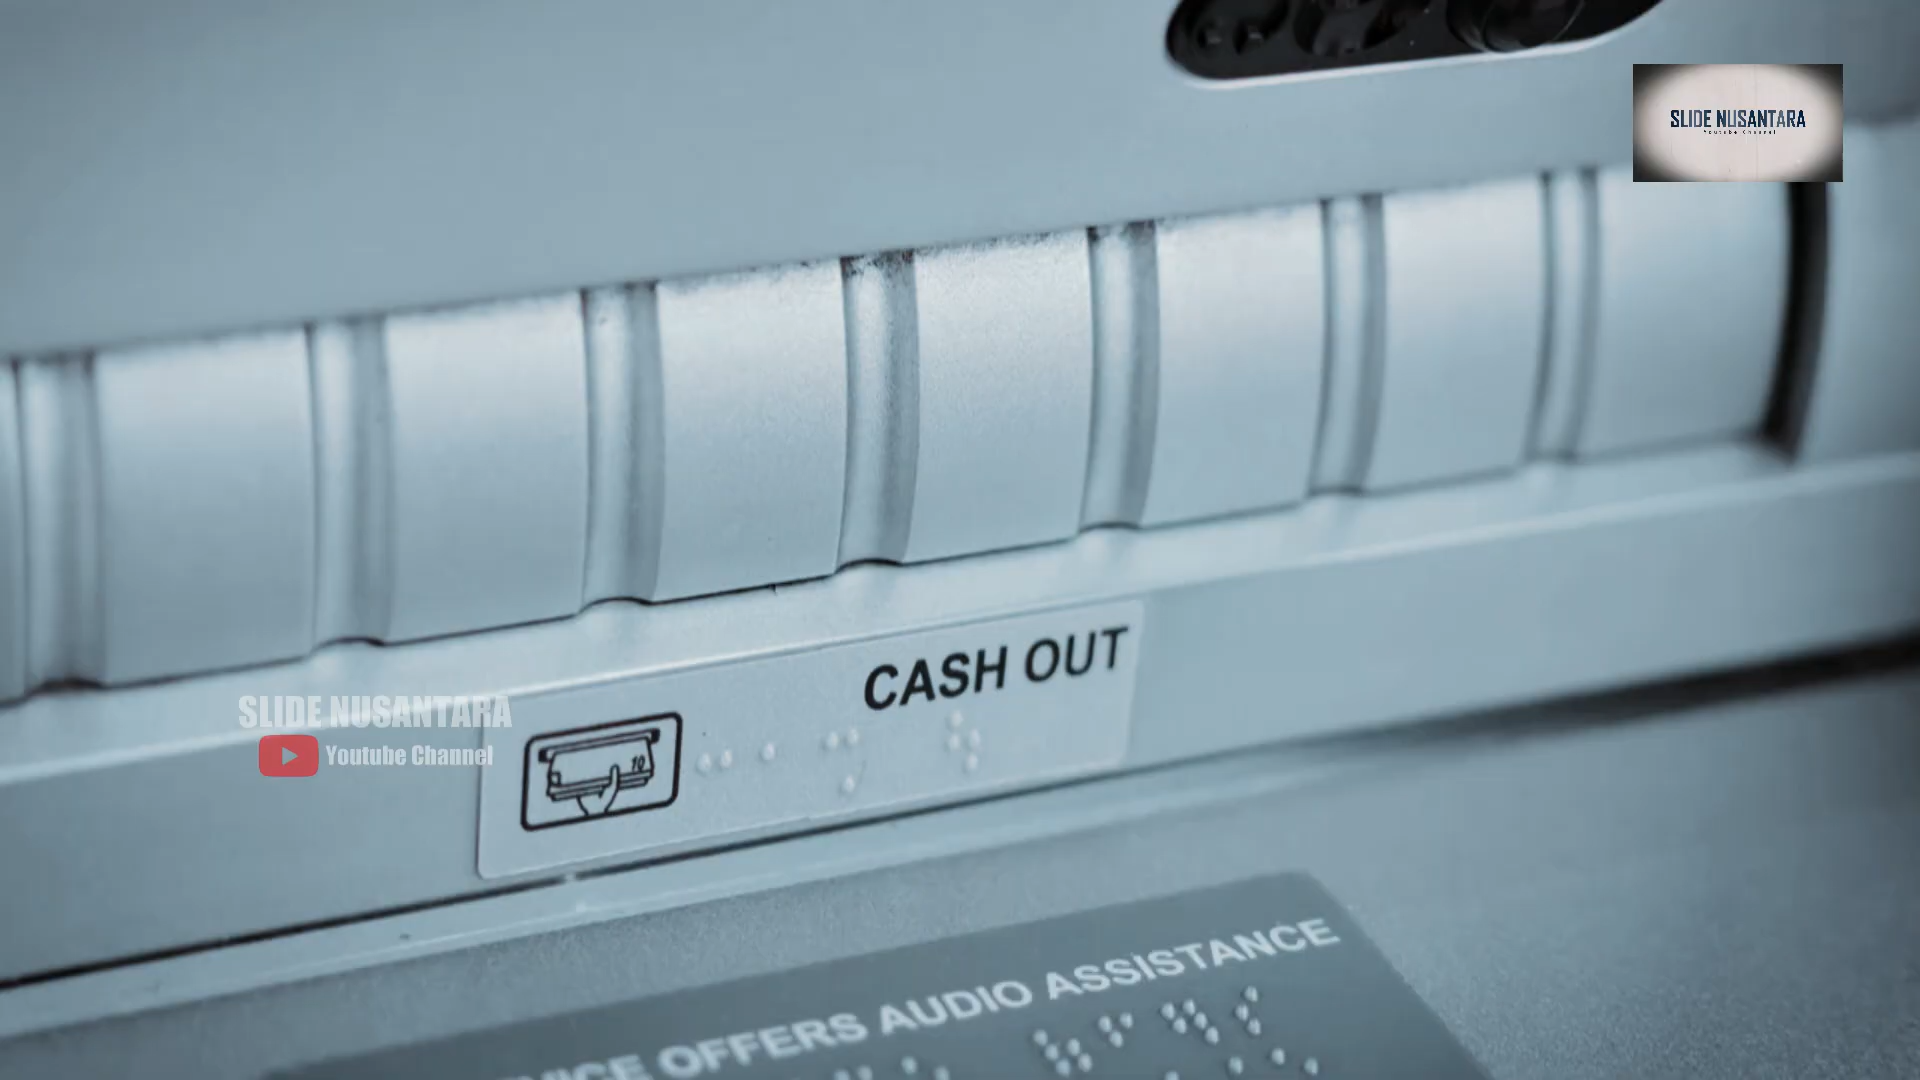 SLIDE NUSANTARA
Youtube Channel
CASH OUT
SLIDE NUSANTARA
Youtube Channel
10
OFFERS AUDIO ASSISTANCE